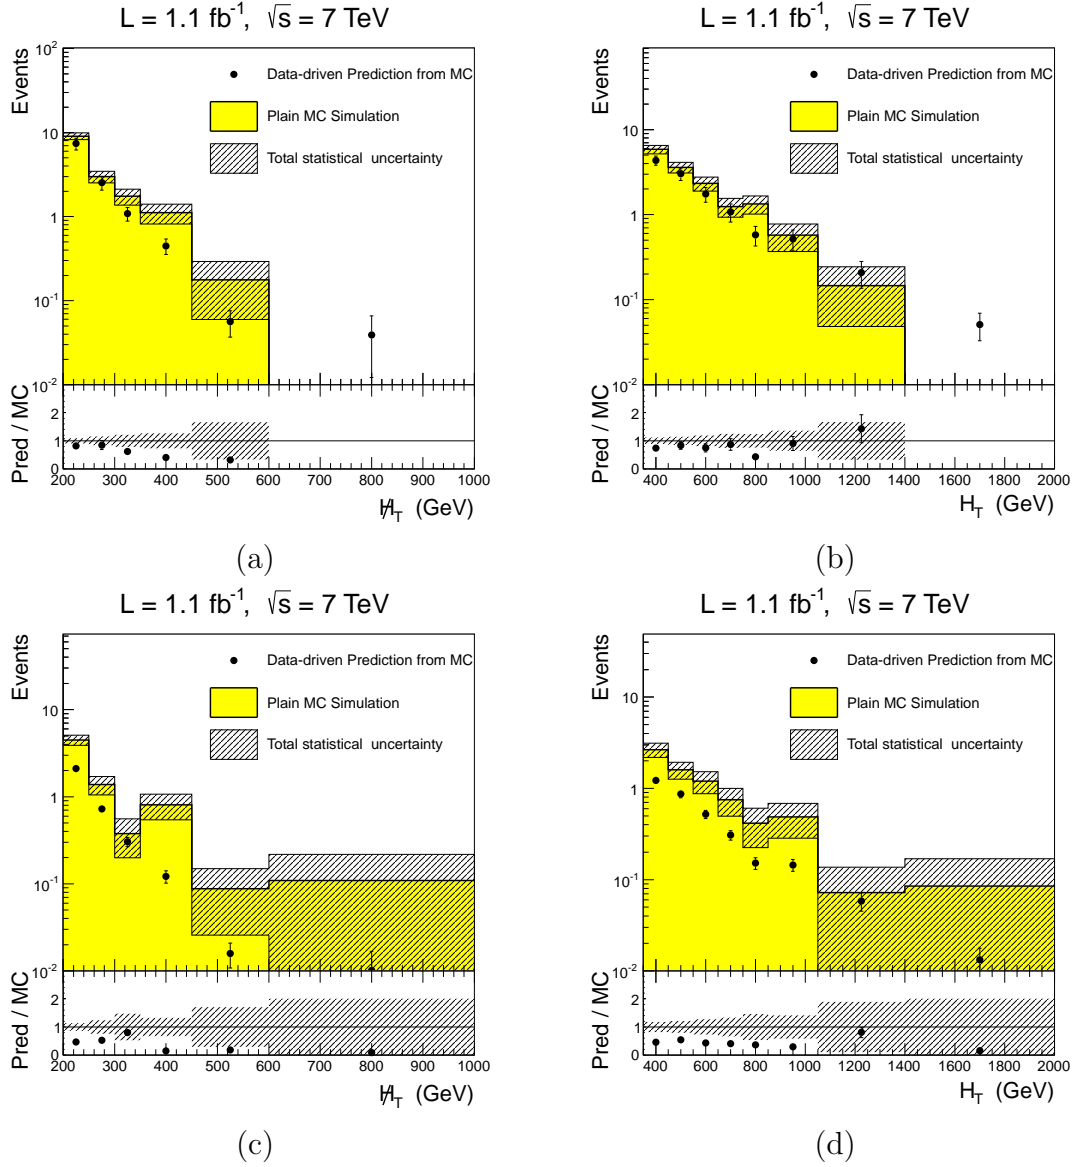 L = 1.1 fb⁻¹, √s = 7 TeV
Events
10²
10
1
10⁻¹
10⁻²
Data-driven Prediction from MC
Plain MC Simulation
Total statistical uncertainty
Pred / MC
2
1
0
200 300 400 500 600 700 800 900 1000
H̸_T (GeV)
(a)
L = 1.1 fb⁻¹, √s = 7 TeV
Events
10
1
10⁻¹
10⁻²
Data-driven Prediction from MC
Plain MC Simulation
Total statistical uncertainty
Pred / MC
2
1
0
400 600 800 1000 1200 1400 1600 1800 2000
H_T (GeV)
(b)
L = 1.1 fb⁻¹, √s = 7 TeV
Events
10
1
10⁻¹
10⁻²
Data-driven Prediction from MC
Plain MC Simulation
Total statistical uncertainty
Pred / MC
2
1
0
200 300 400 500 600 700 800 900 1000
H̸_T (GeV)
(c)
L = 1.1 fb⁻¹, √s = 7 TeV
Events
10
1
10⁻¹
10⁻²
Data-driven Prediction from MC
Plain MC Simulation
Total statistical uncertainty
Pred / MC
2
1
0
400 600 800 1000 1200 1400 1600 1800 2000
H_T (GeV)
(d)